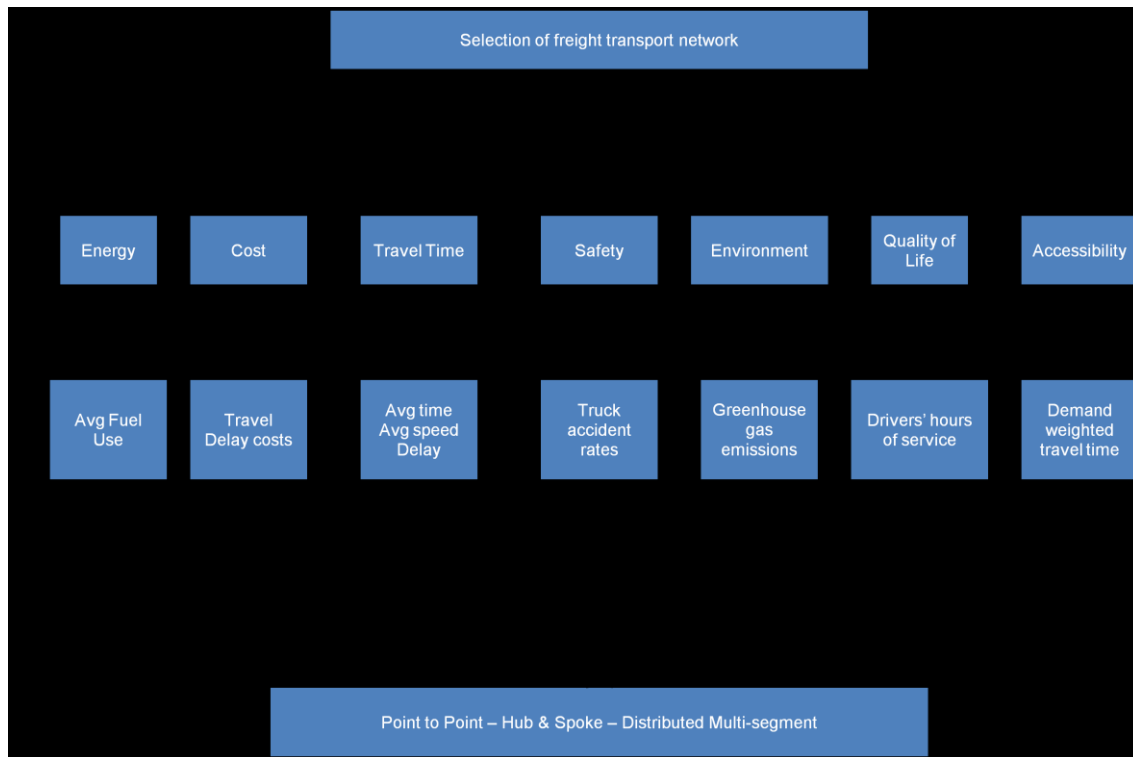 Selection of freight transport network
Energy
Cost
Travel Time
Safety
Environment
Quality of
Life
Accessibility
Avg Fuel
Use
Travel
Delay costs
Avg time
Avg speed
Delay
Truck
accident
rates
Greenhouse
gas
emissions
Drivers’ hours
of service
Demand
weighted
travel time
Point to Point – Hub & Spoke – Distributed Multi-segment